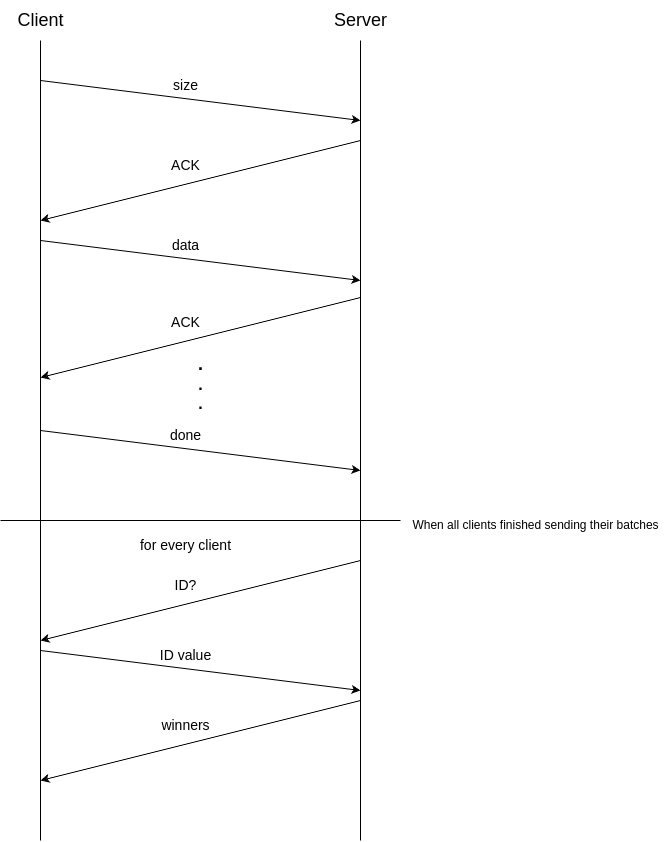 Client
Server
size
ACK
data
ACK
.
.
.
done
When all clients finished sending their batches
for every client
ID?
ID value
winners